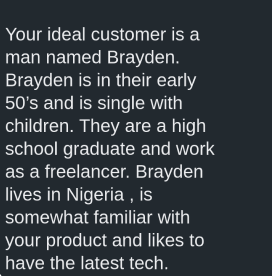 Your ideal customer is a
man named Brayden.
Brayden is in their early
50's and is single with
children. They are a high
school graduate and work
as a freelancer. Brayden
lives in Nigeria , is
somewhat familiar with
your product and likes to
have the latest tech.